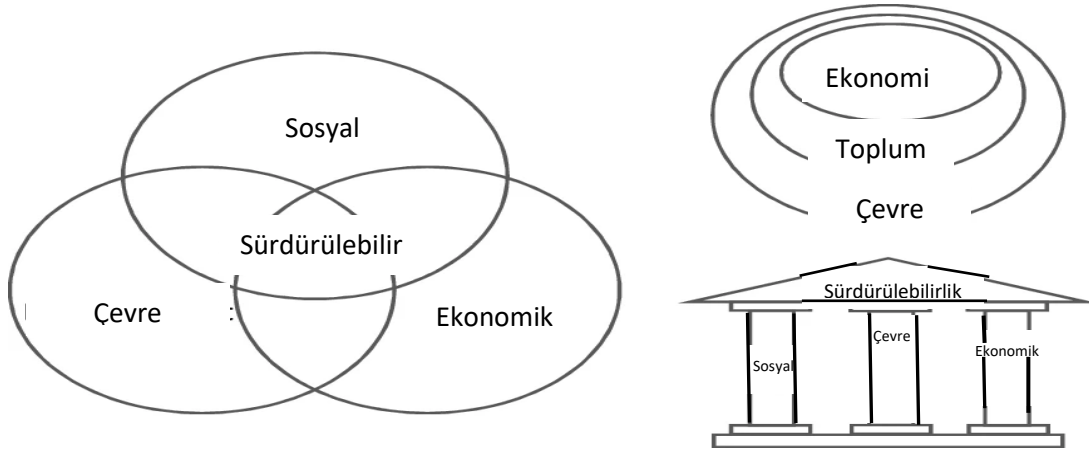 Sosyal
Sürdürülebilir
Çevre
Ekonomik
Ekonomi
Toplum
Çevre
Sürdürülebilirlik
Sosyal
Çevre
Ekonomik